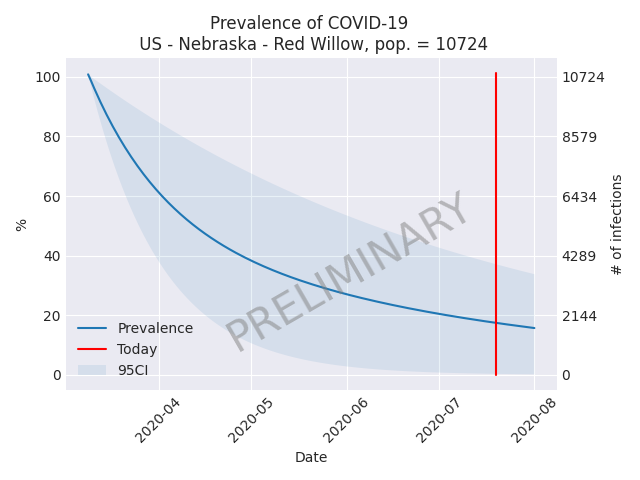 Prevalence of COVID-19
US - Nebraska - Red Willow, pop. = 10724
100
80
60
40
20
0
%
10724
8579
6434
4289
2144
0
# of infections
PRELIMINARY
Prevalence
Today
95CI
2020-04
2020-05
2020-06
2020-07
2020-08
Date